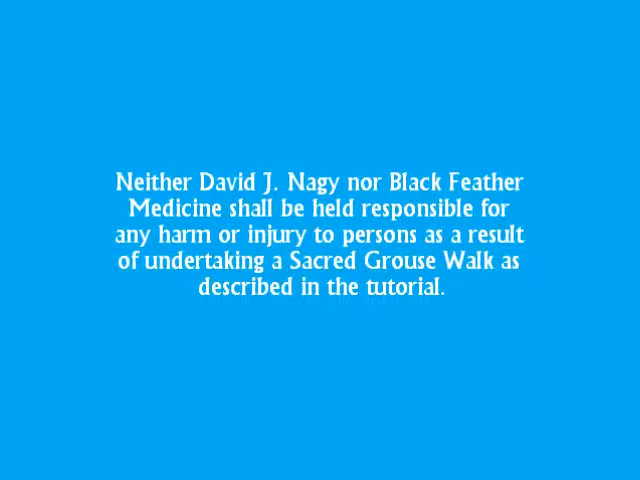 Neither David J. Nagy nor Black Feather
Medicine shall be held responsible for
any harm or injury to persons as a result
of undertaking a Sacred Grouse Walk as
described in the tutorial.